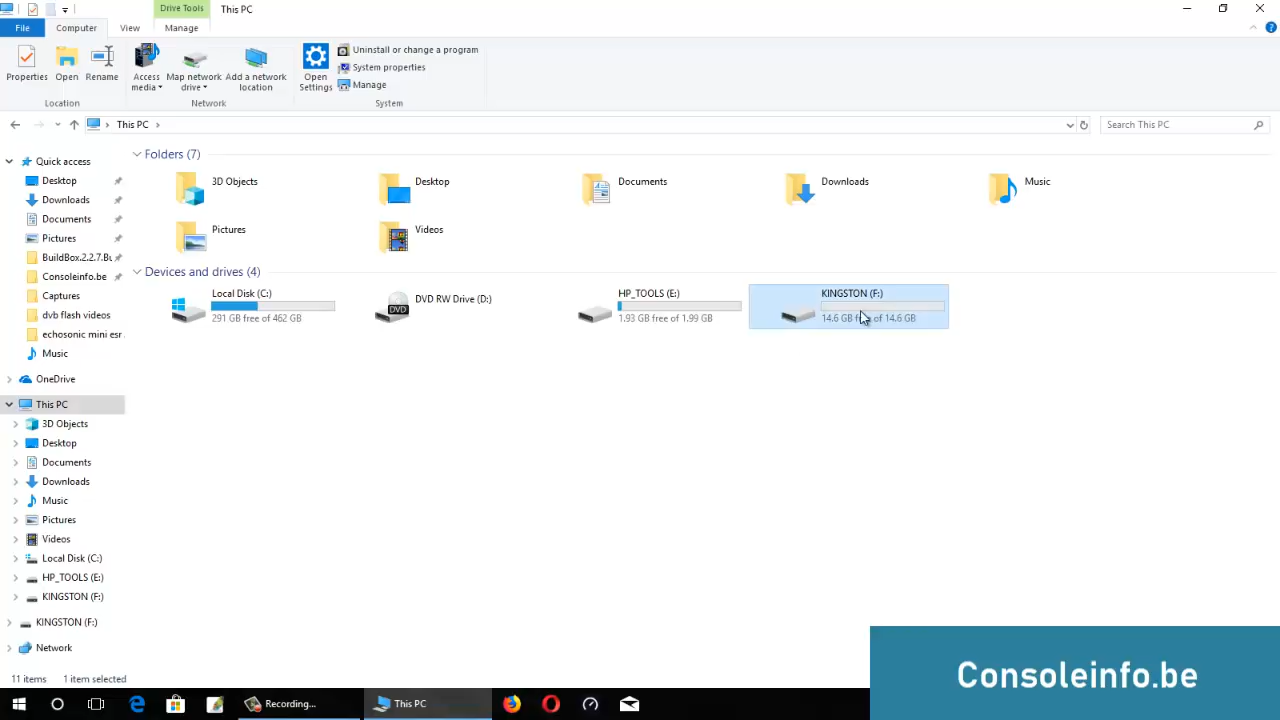 Drive Tools
This PC
File
Computer
View
Manage
Properties
Open
Rename
Access media
Map network drive
Add a network location
Open Settings
Uninstall or change a program
System properties
Manage
Location
Network
System
This PC
Search This PC
Quick access
Desktop
Downloads
Documents
Pictures
BuildBox.2.2.7.Bu
Consoleinfo.be
Captures
dvb flash videos
echosonic mini esr
Music
OneDrive
This PC
3D Objects
Desktop
Documents
Downloads
Music
Pictures
Videos
Local Disk (C:)
HP_TOOLS (E:)
KINGSTON (F:)
KINGSTON (F:)
Network
Folders (7)
3D Objects
Desktop
Documents
Downloads
Music
Pictures
Videos
Devices and drives (4)
Local Disk (C:)
291 GB free of 462 GB
DVD
DVD RW Drive (D:)
HP_TOOLS (E:)
1.93 GB free of 1.99 GB
KINGSTON (F:)
14.6 GB free of 14.6 GB
11 items
1 item selected
Recording...
This PC
Consoleinfo.be